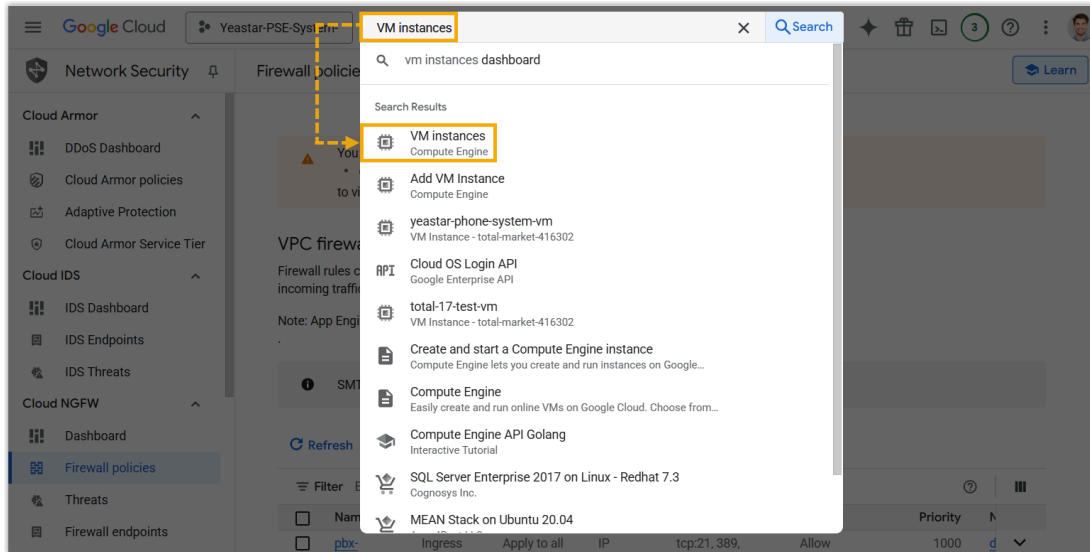 Google Cloud
Yeastar-PSE-System-
VM instances
Search
3
Network Security
Firewall policie
Learn
vm instances dashboard
Search Results
VM instances
Compute Engine
Add VM Instance
Compute Engine
yeastar-phone-system-vm
VM Instance - total-market-416302
API
Cloud OS Login API
Google Enterprise API
total-17-test-vm
VM Instance - total-market-416302
Create and start a Compute Engine instance
Compute Engine lets you create and run instances on Google...
Compute Engine
Easily create and run online VMs on Google Cloud. Choose from...
Compute Engine API Golang
Interactive Tutorial
SQL Server Enterprise 2017 on Linux - Redhat 7.3
Cognosys Inc.
MEAN Stack on Ubuntu 20.04
Cloud Armor
DDoS Dashboard
Cloud Armor policies
Adaptive Protection
Cloud Armor Service Tier
Cloud IDS
IDS Dashboard
IDS Endpoints
IDS Threats
Cloud NGFW
Dashboard
Firewall policies
Threats
Firewall endpoints
You
to vi
VPC firewa
Firewall rules c
incoming traffi
Note: App Engi
.
SMT
Refresh
Filter
Nam
Priority
N
pbx-
Ingress
Apply to all
IP
tcp:21, 389,
Allow
1000
d